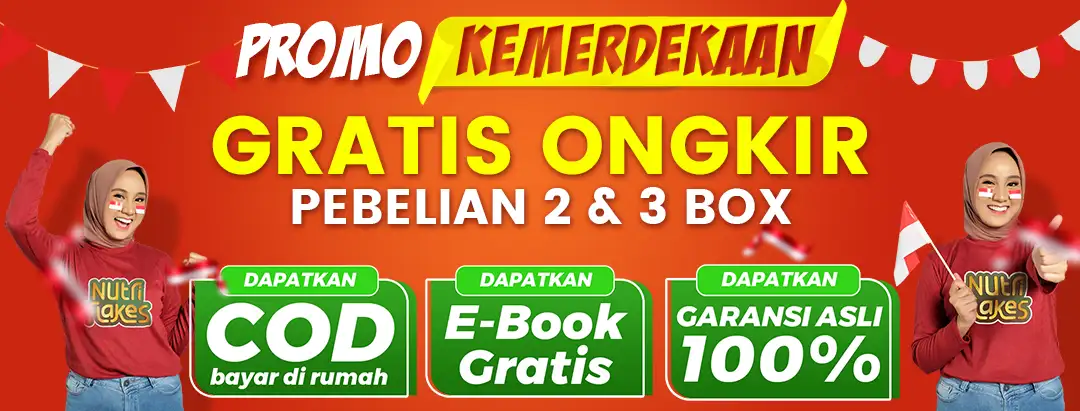 PROMO KEMERDEKAAN
GRATIS ONGKIR
PEBELIAN 2 & 3 BOX
DAPATKAN
COD
bayar di rumah
DAPATKAN
E-Book
Gratis
DAPATKAN
GARANSI ASLI
100%
Nutri
Flakes
Nutri
Flakes